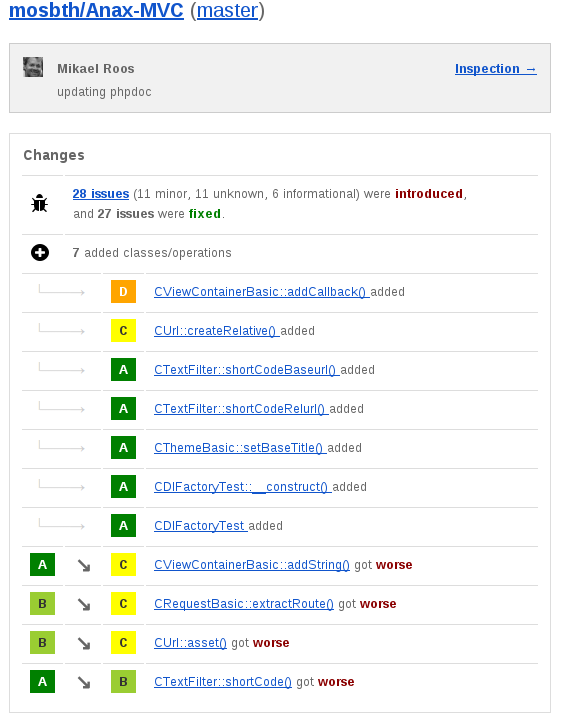 mosbth/Anax-MVC (master)
Mikael Roos
Inspection →
updating phpdoc
Changes
28 issues (11 minor, 11 unknown, 6 informational) were introduced,
and 27 issues were fixed.
7 added classes/operations
D CViewContainerBasic::addCallback() added
C CUrl::createRelative() added
A CTextFilter::shortCodeBaseurl() added
A CTextFilter::shortCodeRelurl() added
A CThemeBasic::setBaseTitle() added
A CDIFactoryTest::__construct() added
A CDIFactoryTest added
A ↘ C CViewContainerBasic::addString() got worse
B ↘ C CRequestBasic::extractRoute() got worse
B ↘ C CUrl::asset() got worse
A ↘ B CTextFilter::shortCode() got worse